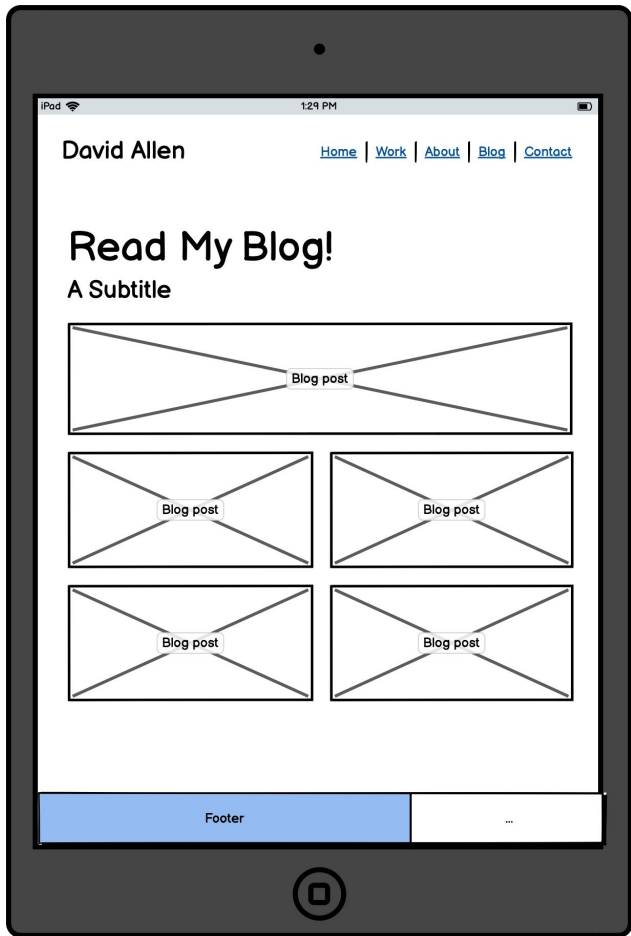 iPad 1:29 PM
David Allen Home Work About Blog Contact
Read My Blog!
A Subtitle
Blog post
Blog post Blog post
Blog post Blog post
Footer ...